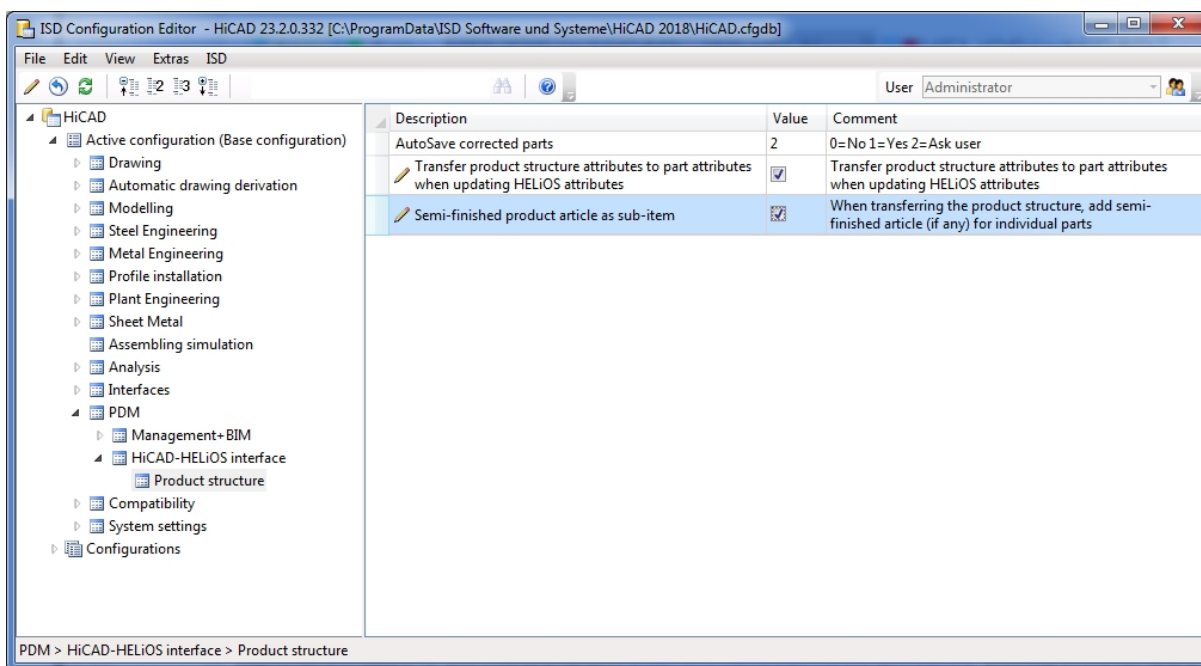 ISD Configuration Editor - HiCAD 23.2.0.332 [C:\ProgramData\ISD Software und Systeme\HiCAD 2018\HiCAD.cfgdb]
File Edit View Extras ISD
2 3 User Administrator
HiCAD
Active configuration (Base configuration)
Drawing
Automatic drawing derivation
Modelling
Steel Engineering
Metal Engineering
Profile installation
Plant Engineering
Sheet Metal
Assembling simulation
Analysis
Interfaces
PDM
Management+BIM
HiCAD-HELiOS interface
Product structure
Compatibility
System settings
Configurations
Description Value Comment
AutoSave corrected parts 2 0=No 1=Yes 2=Ask user
Transfer product structure attributes to part attributes
when updating HELiOS attributes
Transfer product structure attributes to part attributes
when updating HELiOS attributes
Semi-finished product article as sub-item
When transferring the product structure, add semi-
finished article (if any) for individual parts
PDM > HiCAD-HELiOS interface > Product structure